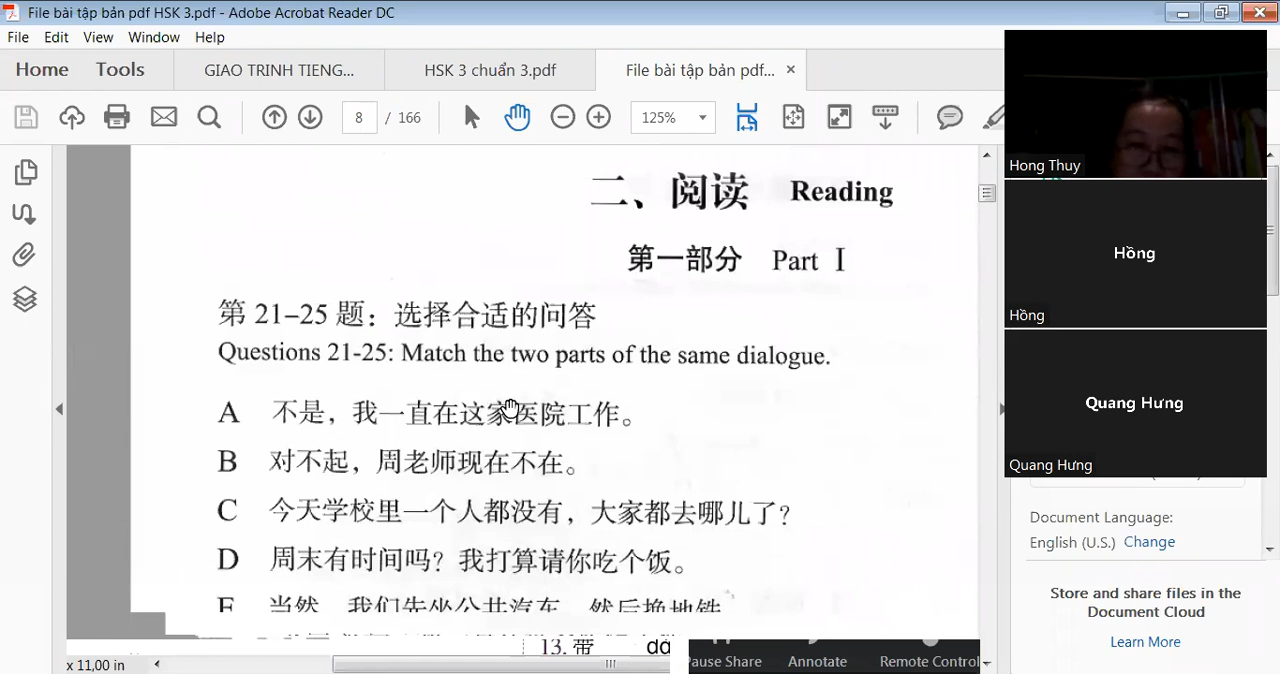 File bài tập bản pdf HSK 3.pdf - Adobe Acrobat Reader DC
File Edit View Window Help
Home Tools GIAO TRINH TIENG... HSK 3 chuẩn 3.pdf File bài tập bản pdf... ×
8 / 166 125%
二、阅读 Reading
第一部分 Part Ⅰ
第 21–25 题：选择合适的问答
Questions 21-25: Match the two parts of the same dialogue.
A 不是，我一直在这家医院工作。
B 对不起，周老师现在不在。
C 今天学校里一个人都没有，大家都去哪儿了？
D 周末有时间吗？我打算请你吃个饭。
E 当然，我们先坐公共汽车，然后换地铁
13. 带
x 11,00 in
Pause Share Annotate Remote Control
Hong Thuy
Hồng
Hồng
Quang Hưng
Quang Hưng
Document Language:
English (U.S.) Change
Store and share files in the
Document Cloud
Learn More